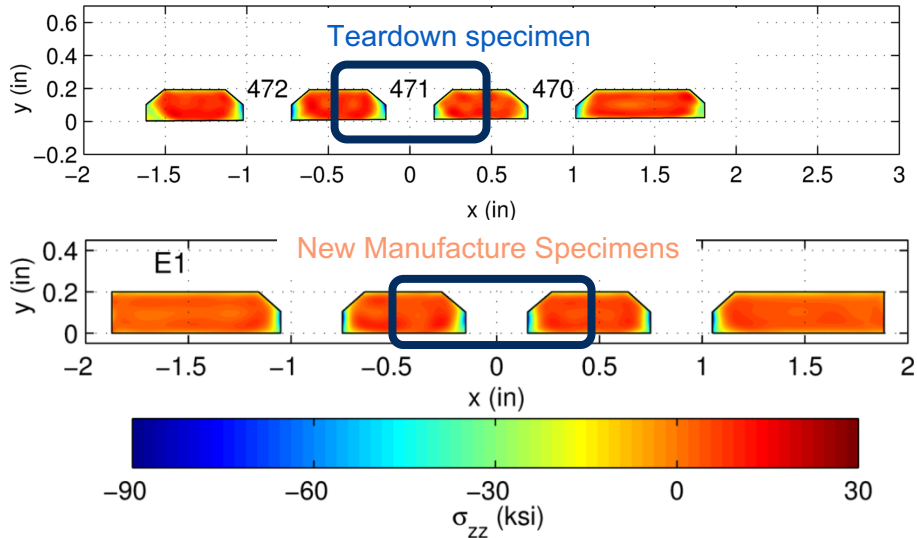 Teardown specimen
y (in)
0.6
0.4
0.2
0
−0.2
472 471 470
−2 −1.5 −1 −0.5 0 0.5 1 1.5 2 2.5 3
x (in)
New Manufacture Specimens
E1
y (in)
0.4
0.2
0
−2 −1.5 −1 −0.5 0 0.5 1 1.5 2
x (in)
−90 −60 −30 0 30
σzz (ksi)